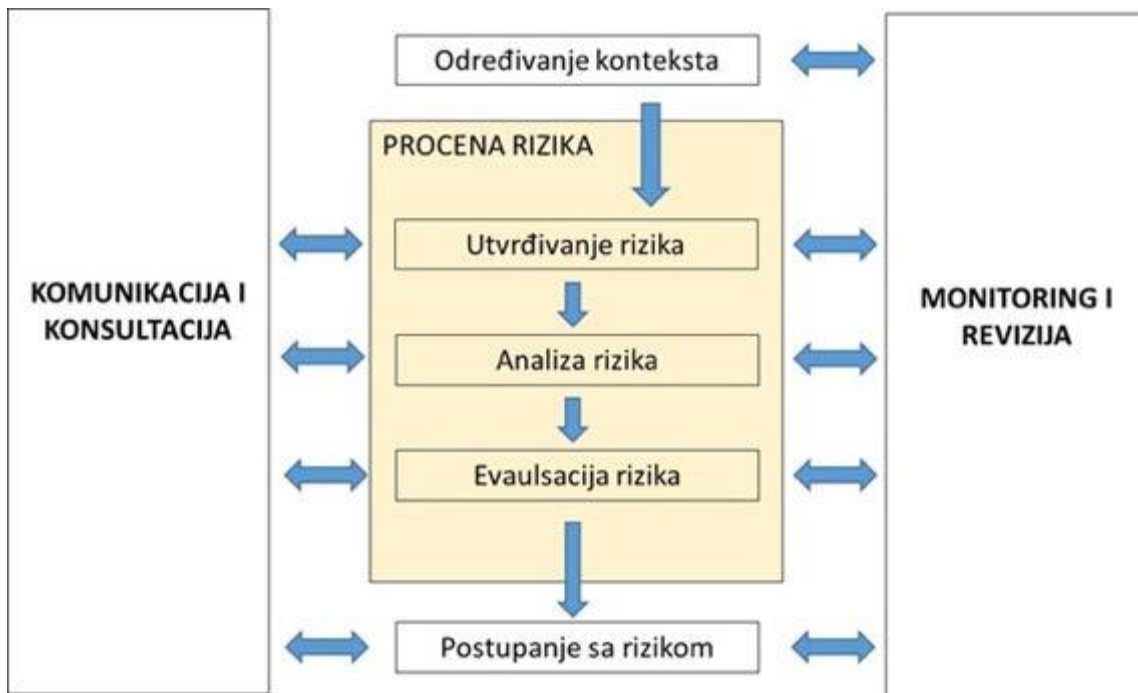 Određivanje konteksta
PROCENA RIZIKA
Utvrđivanje rizika
KOMUNIKACIJA I
KONSULTACIJA
MONITORING I
REVIZIJA
Analiza rizika
Evaulsacija rizika
Postupanje sa rizikom